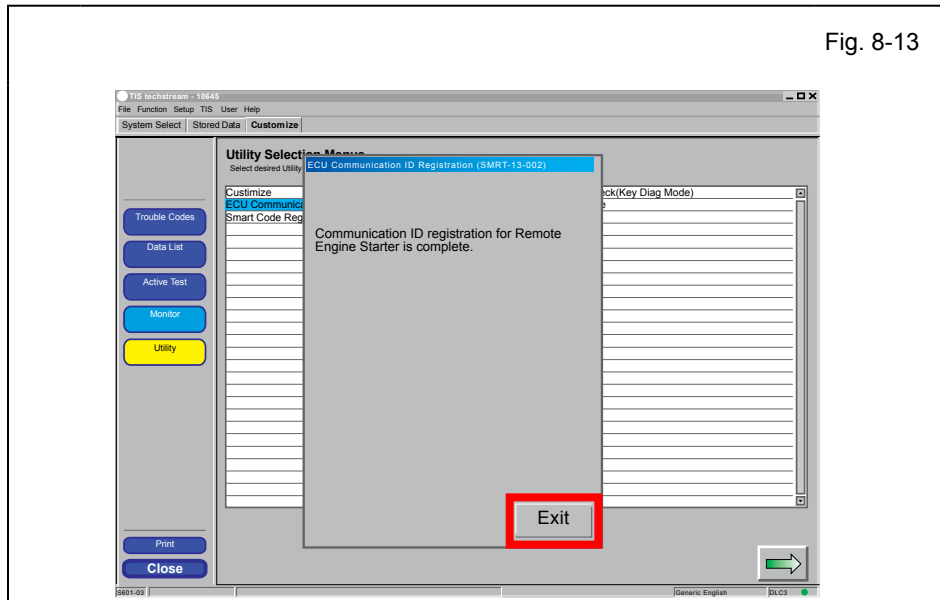 Fig. 8-13
TIS techstream - 10645
File Function Setup TIS User Help
System Select Stored Data Customize
Utility Selection Menus
Select desired Utility
ECU Communication ID Registration (SMRT-13-002)
Custimize
ck(Key Diag Mode)
ECU Communica
Smart Code Reg
Communication ID registration for Remote
Engine Starter is complete.
Trouble Codes
Data List
Active Test
Monitor
Utility
Exit
Print
Close
S601-03
Generic English
DLC3